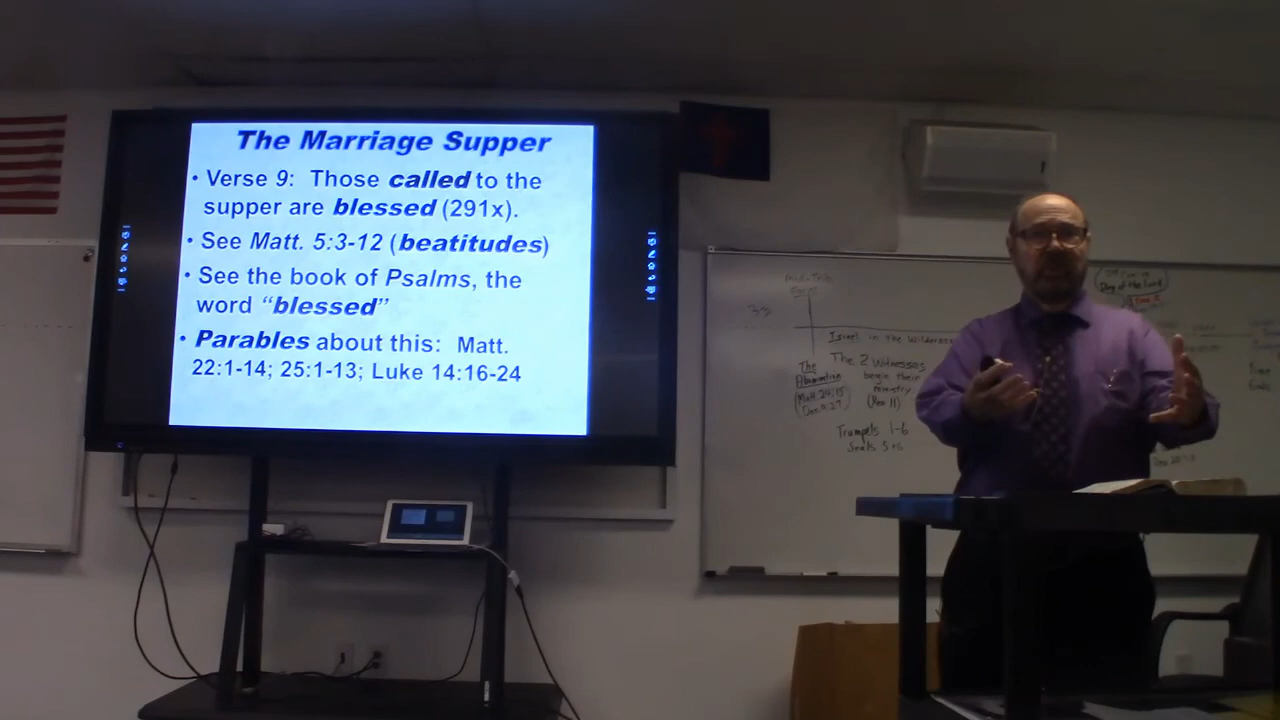 The Marriage Supper
• Verse 9: Those called to the
supper are blessed (291x).
• See Matt. 5:3-12 (beatitudes)
• See the book of Psalms, the
word “blessed”
• Parables about this: Matt.
22:1-14; 25:1-13; Luke 14:16-24
Day of the Lord
Israel in the Wilderness
The
Abomination
(Matt 24:15
Dan. 9:27)
The 2 Witnesses
begin their
ministry
(Rev 11)
Trumpets 1-6
Seals 5+6